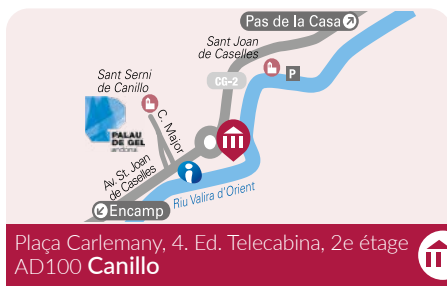 Pas de la Casa
Sant Joan
de Caselles
CG-2
P
Sant Serni
de Canillo
C. Major
PALAU
DE GEL
andorra
Av. St. Joan
de Caselles
i
Riu Valira d'Orient
Encamp
Plaça Carlemany, 4. Ed. Telecabina, 2e étage
AD100 Canillo